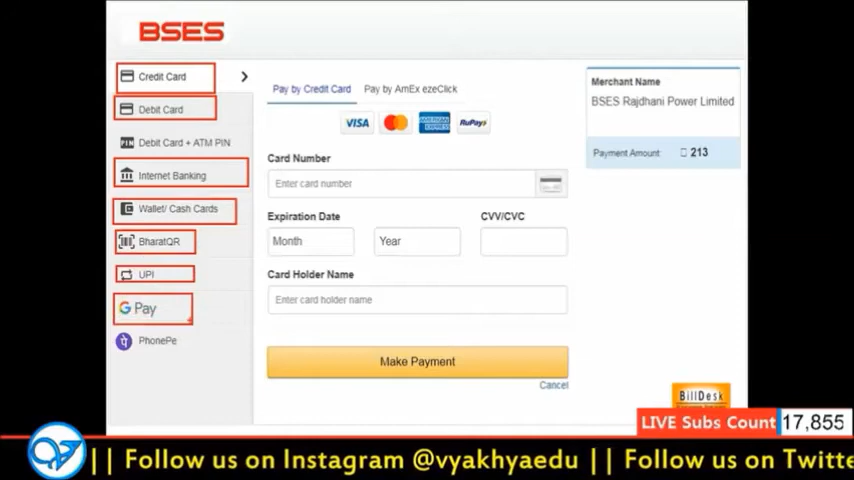 BSES
Credit Card
Debit Card
PIN Debit Card + ATM PIN
Internet Banking
Wallet/ Cash Cards
BharatQR
UPI
G Pay
PhonePe
Pay by Credit Card Pay by AmEx ezeClick
VISA AMERICAN EXPRESS RuPay
Card Number
Enter card number
Expiration Date CVV/CVC
Month Year
Card Holder Name
Enter card holder name
Make Payment
Cancel
Merchant Name
BSES Rajdhani Power Limited
Payment Amount: 213
BillDesk
LIVE Subs Count 17,855
|| Follow us on Instagram @vyakhyaedu || Follow us on Twitte